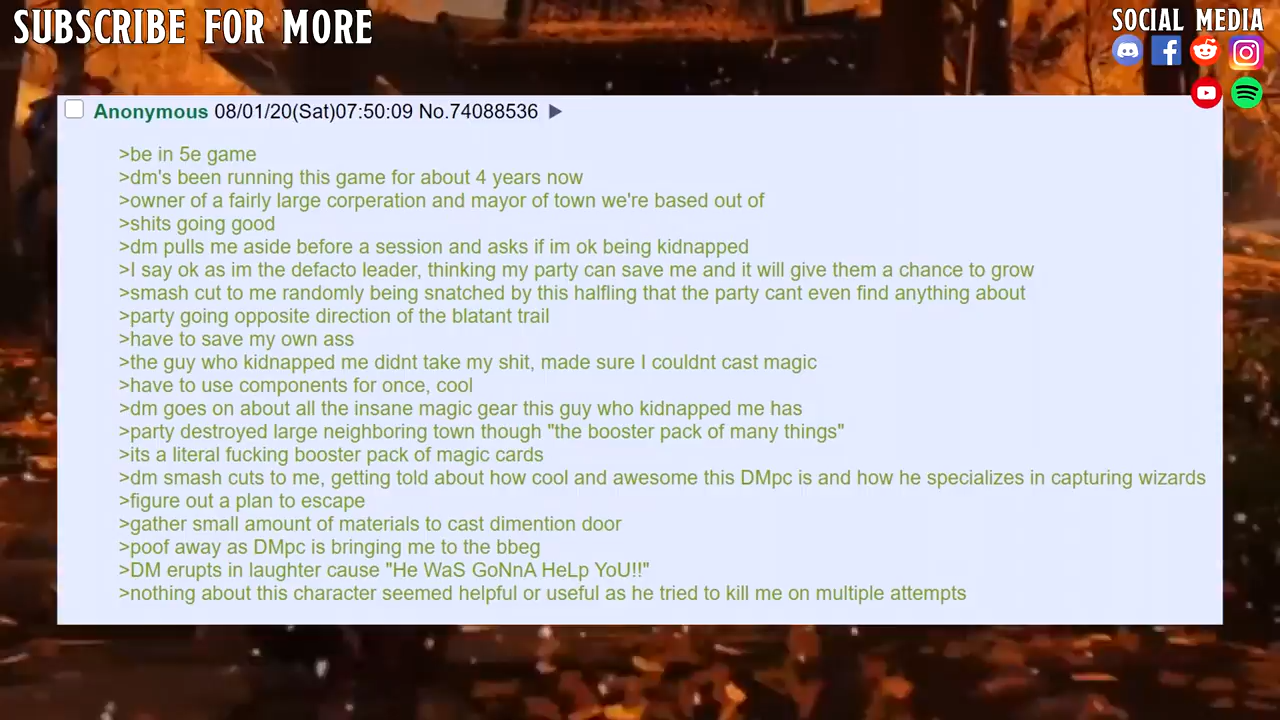 SUBSCRIBE FOR MORE
SOCIAL MEDIA
Anonymous 08/01/20(Sat)07:50:09 No.74088536
>be in 5e game
>dm's been running this game for about 4 years now
>owner of a fairly large corperation and mayor of town we're based out of
>shits going good
>dm pulls me aside before a session and asks if im ok being kidnapped
>I say ok as im the defacto leader, thinking my party can save me and it will give them a chance to grow
>smash cut to me randomly being snatched by this halfling that the party cant even find anything about
>party going opposite direction of the blatant trail
>have to save my own ass
>the guy who kidnapped me didnt take my shit, made sure I couldnt cast magic
>have to use components for once, cool
>dm goes on about all the insane magic gear this guy who kidnapped me has
>party destroyed large neighboring town though "the booster pack of many things"
>its a literal fucking booster pack of magic cards
>dm smash cuts to me, getting told about how cool and awesome this DMpc is and how he specializes in capturing wizards
>figure out a plan to escape
>gather small amount of materials to cast dimention door
>poof away as DMpc is bringing me to the bbeg
>DM erupts in laughter cause "He WaS GoNnA HeLp YoU!!"
>nothing about this character seemed helpful or useful as he tried to kill me on multiple attempts